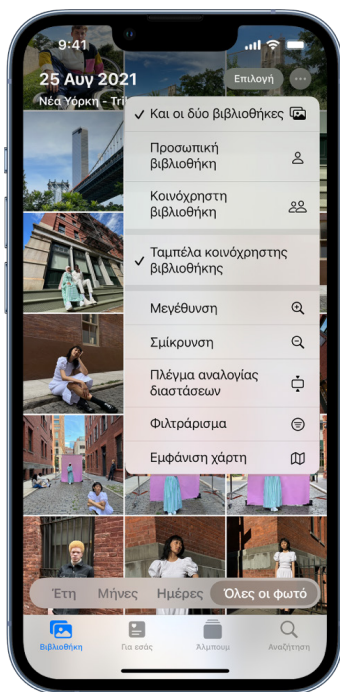 9:41
25 Αυγ 2021
Επιλογή
Νέα Υόρκη - Tri
✓ Και οι δύο βιβλιοθήκες
Προσωπική
βιβλιοθήκη
Κοινόχρηστη
βιβλιοθήκη
✓ Ταμπέλα κοινόχρηστης
βιβλιοθήκης
Μεγέθυνση
Σμίκρυνση
Πλέγμα αναλογίας
διαστάσεων
Φιλτράρισμα
Εμφάνιση χάρτη
Έτη Μήνες Ημέρες Όλες οι φωτό
Βιβλιοθήκη Για εσάς Άλμπουμ Αναζήτηση